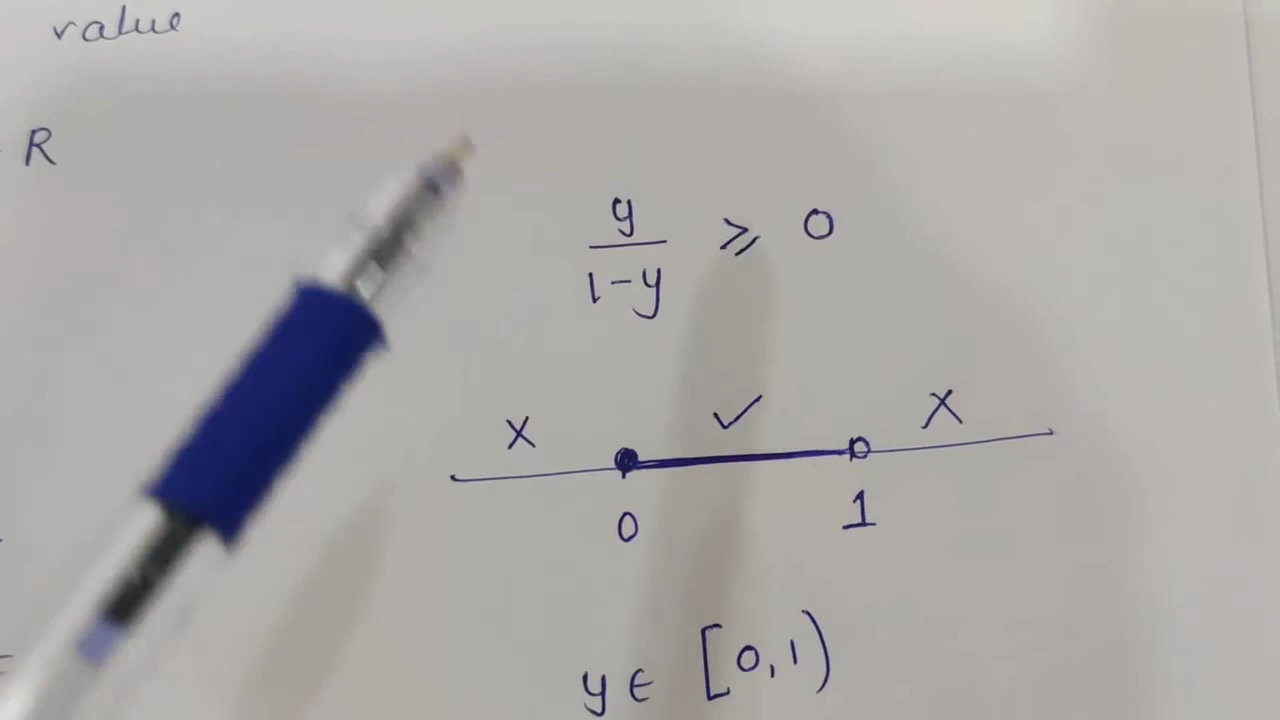 value
R
y/(1-y) ≥ 0
x ✓ x
0 1
y ∈ [0,1)